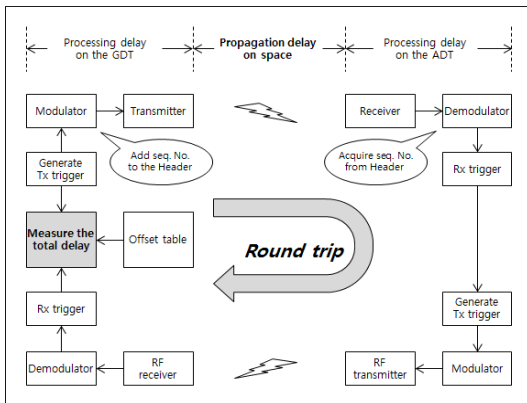 Processing delay
on the GDT
Propagation delay
on space
Processing delay
on the ADT
Modulator
Transmitter
Receiver
Demodulator
Add seq. No.
to the Header
Acquire seq. No.
from Header
Generate
Tx trigger
Rx trigger
Measure the
total delay
Offset table
Round trip
Rx trigger
Generate
Tx trigger
Demodulator
RF
receiver
RF
transmitter
Modulator